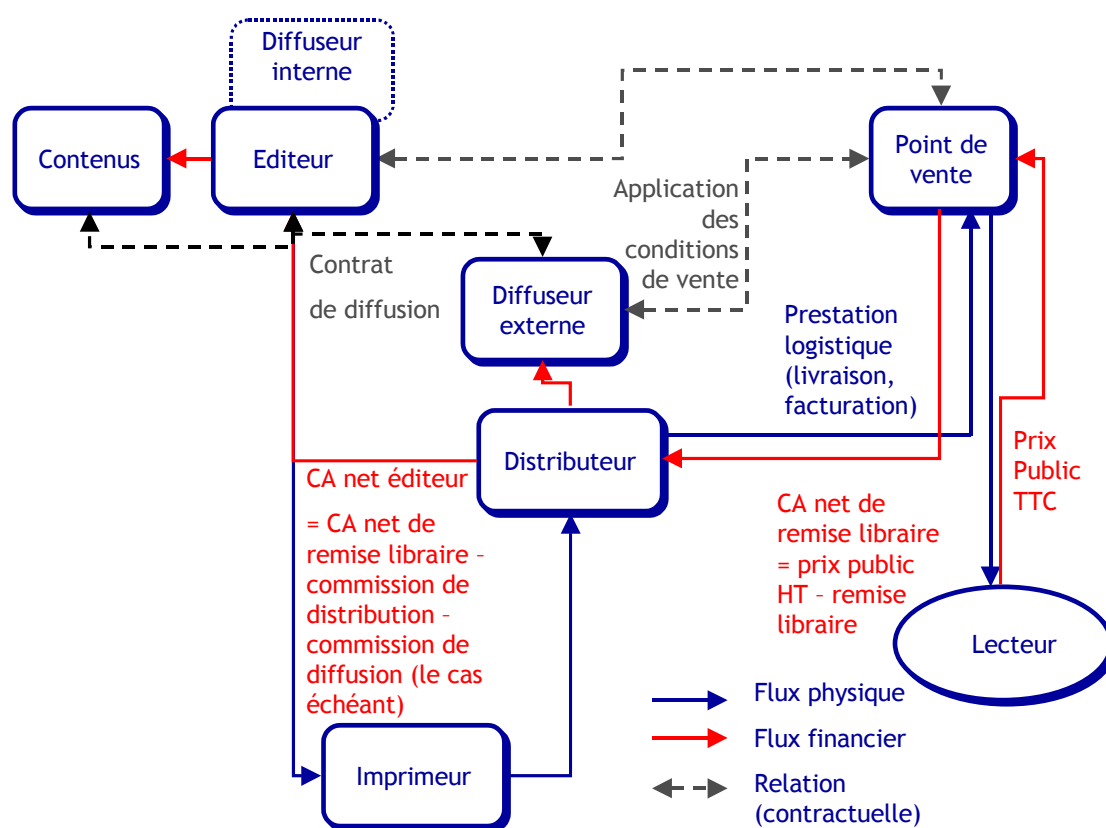 Diffuseur
interne
Contenus
Editeur
Point de
vente
Application
des
conditions
de vente
Contrat
de diffusion
Diffuseur
externe
Prestation
logistique
(livraison,
facturation)
Distributeur
Prix
Public
TTC
CA net éditeur
= CA net de
remise libraire –
commission de
distribution –
commission de
diffusion (le cas
échéant)
CA net de
remise libraire
= prix public
HT – remise
libraire
Lecteur
Imprimeur
Flux physique
Flux financier
Relation
(contractuelle)